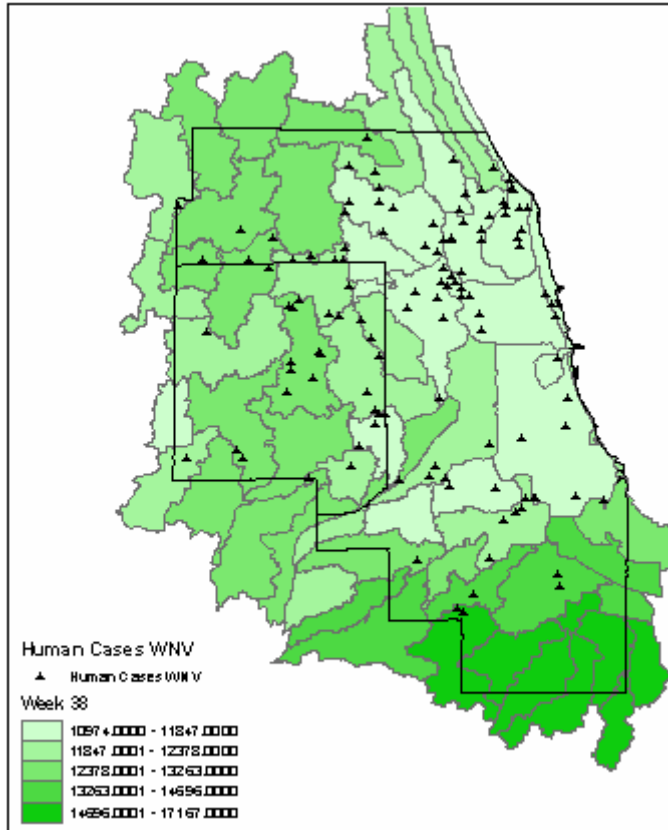 Human Cases WNV
Human Cases WNV
Week 38
10974.0000 - 11847.0000
11847.0001 - 12378.0000
12378.0001 - 13263.0000
13263.0001 - 14696.0000
14696.0001 - 17167.0000